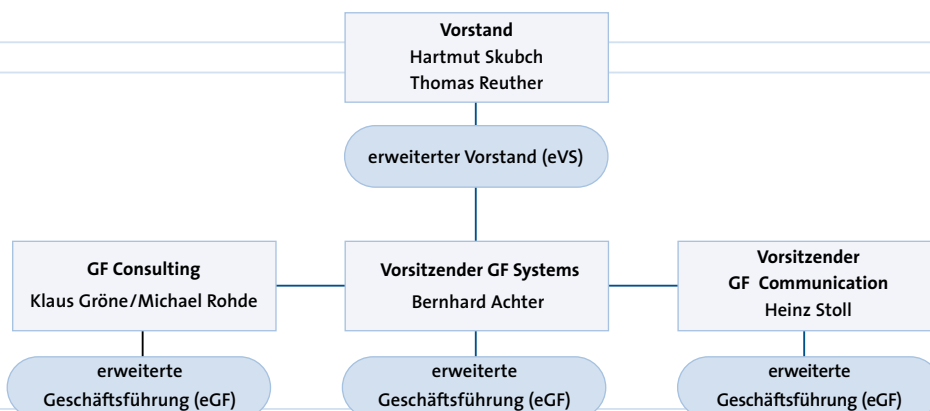 Vorstand
Hartmut Skubch
Thomas Reuther
erweiterter Vorstand (eVS)
GF Consulting
Klaus Gröne/Michael Rohde
Vorsitzender GF Systems
Bernhard Achter
Vorsitzender
GF Communication
Heinz Stoll
erweiterte
Geschäftsführung (eGF)
erweiterte
Geschäftsführung (eGF)
erweiterte
Geschäftsführung (eGF)